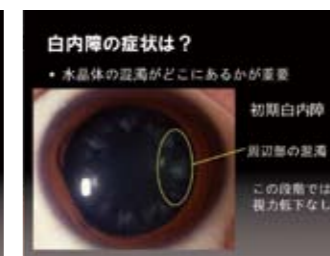 白内障の症状は？
• 水晶体の混濁がどこにあるかが重要
初期白内障
周辺部の混濁
この段階では
視力低下なし